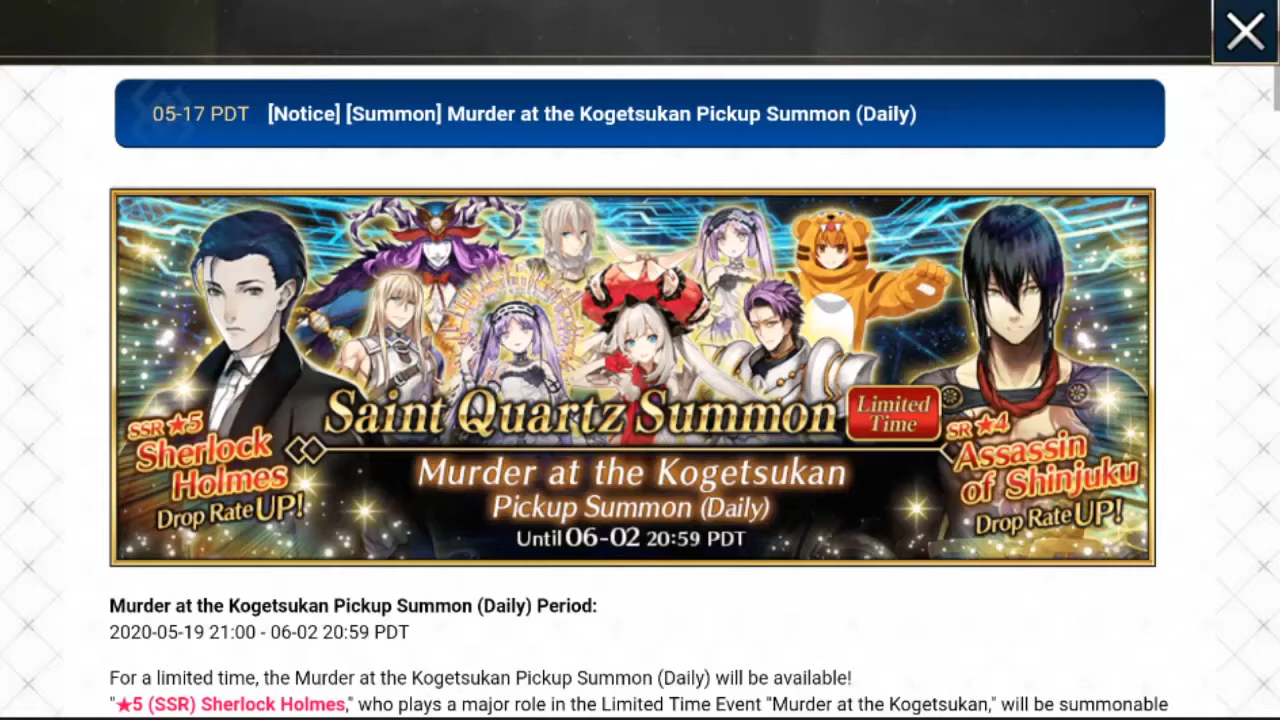 05-17 PDT [Notice] [Summon] Murder at the Kogetsukan Pickup Summon (Daily)
Saint Quartz Summon
Limited
Time
SSR ★5
Sherlock
Holmes
Drop Rate UP!
SR ★4
Assassin
of Shinjuku
Drop Rate UP!
Murder at the Kogetsukan
Pickup Summon (Daily)
Until 06-02 20:59 PDT
Murder at the Kogetsukan Pickup Summon (Daily) Period:
2020-05-19 21:00 - 06-02 20:59 PDT
For a limited time, the Murder at the Kogetsukan Pickup Summon (Daily) will be available!
"★5 (SSR) Sherlock Holmes," who plays a major role in the Limited Time Event "Murder at the Kogetsukan," will be summonable